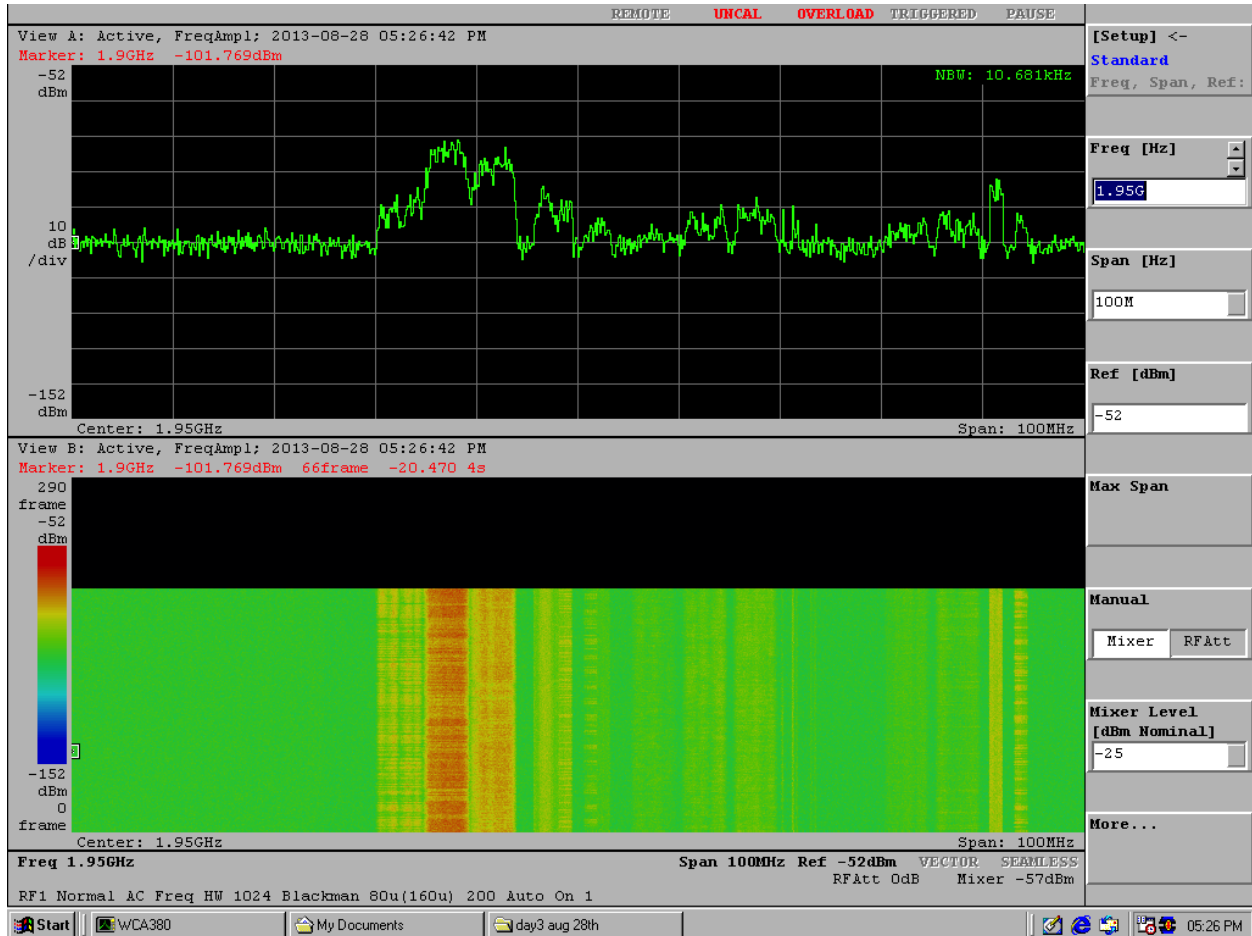 REMOTE UNCAL OVERLOAD TRIGGERED PAUSE
View A: Active, FreqAmpl; 2013-08-28 05:26:42 PM
Marker: 1.9GHz -101.769dBm
-52
dBm
NBW: 10.681kHz
10
dB
/div
-152
dBm
Center: 1.95GHz Span: 100MHz
View B: Active, FreqAmpl; 2013-08-28 05:26:42 PM
Marker: 1.9GHz -101.769dBm 66frame -20.470 4s
290
frame
-52
dBm
-152
dBm
0
frame
Center: 1.95GHz Span: 100MHz
Freq 1.95GHz Span 100MHz Ref -52dBm VECTOR SEAMLESS
RFAtt 0dB Mixer -57dBm
RF1 Normal AC Freq HW 1024 Blackman 80u(160u) 200 Auto On 1
[Setup] <-
Standard
Freq, Span, Ref:
Freq [Hz]
1.95G
Span [Hz]
100M
Ref [dBm]
-52
Max Span
Manual
Mixer RFAtt
Mixer Level
[dBm Nominal]
-25
More...
Start WCA380 My Documents day3 aug 28th 05:26 PM